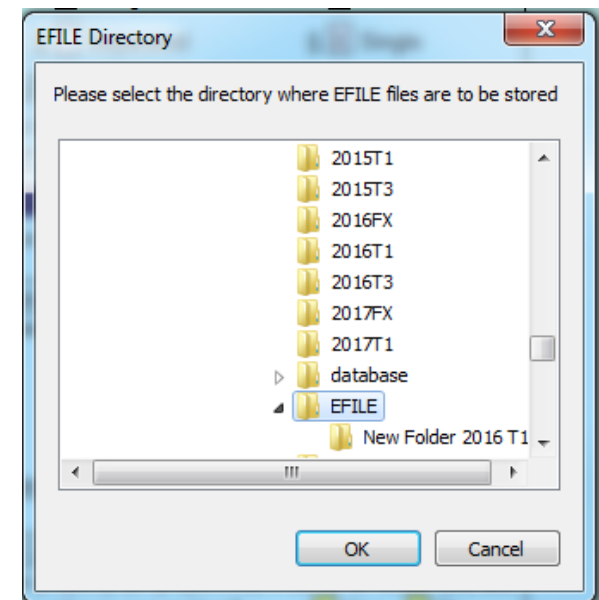 EFILE Directory
Single
Please select the directory where EFILE files are to be stored
2015T1
2015T3
2016FX
2016T1
2016T3
2017FX
2017T1
database
EFILE
New Folder 2016 T1
OK
Cancel